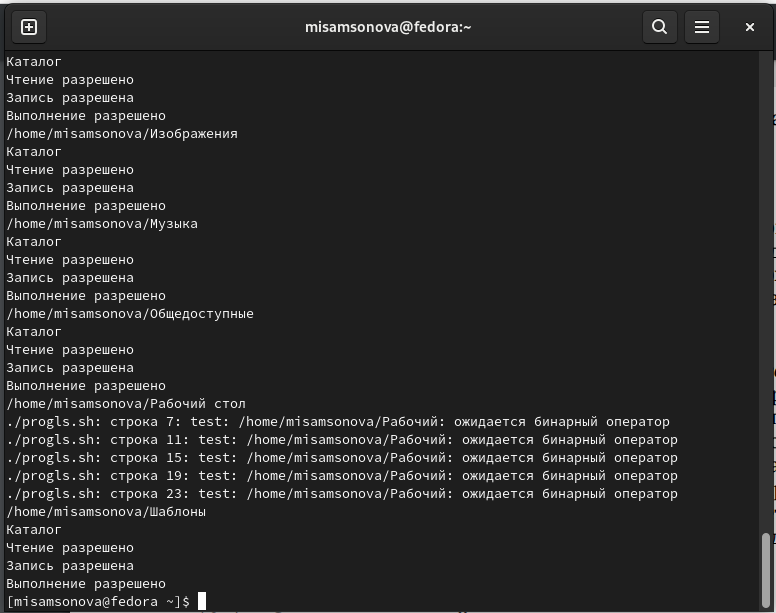 misamsonova@fedora:~
Каталог
Чтение разрешено
Запись разрешена
Выполнение разрешено
/home/misamsonova/Изображения
Каталог
Чтение разрешено
Запись разрешена
Выполнение разрешено
/home/misamsonova/Музыка
Каталог
Чтение разрешено
Запись разрешена
Выполнение разрешено
/home/misamsonova/Общедоступные
Каталог
Чтение разрешено
Запись разрешена
Выполнение разрешено
/home/misamsonova/Рабочий стол
./progls.sh: строка 7: test: /home/misamsonova/Рабочий: ожидается бинарный оператор
./progls.sh: строка 11: test: /home/misamsonova/Рабочий: ожидается бинарный оператор
./progls.sh: строка 15: test: /home/misamsonova/Рабочий: ожидается бинарный оператор
./progls.sh: строка 19: test: /home/misamsonova/Рабочий: ожидается бинарный оператор
./progls.sh: строка 23: test: /home/misamsonova/Рабочий: ожидается бинарный оператор
/home/misamsonova/Шаблоны
Каталог
Чтение разрешено
Запись разрешена
Выполнение разрешено
[misamsonova@fedora ~]$